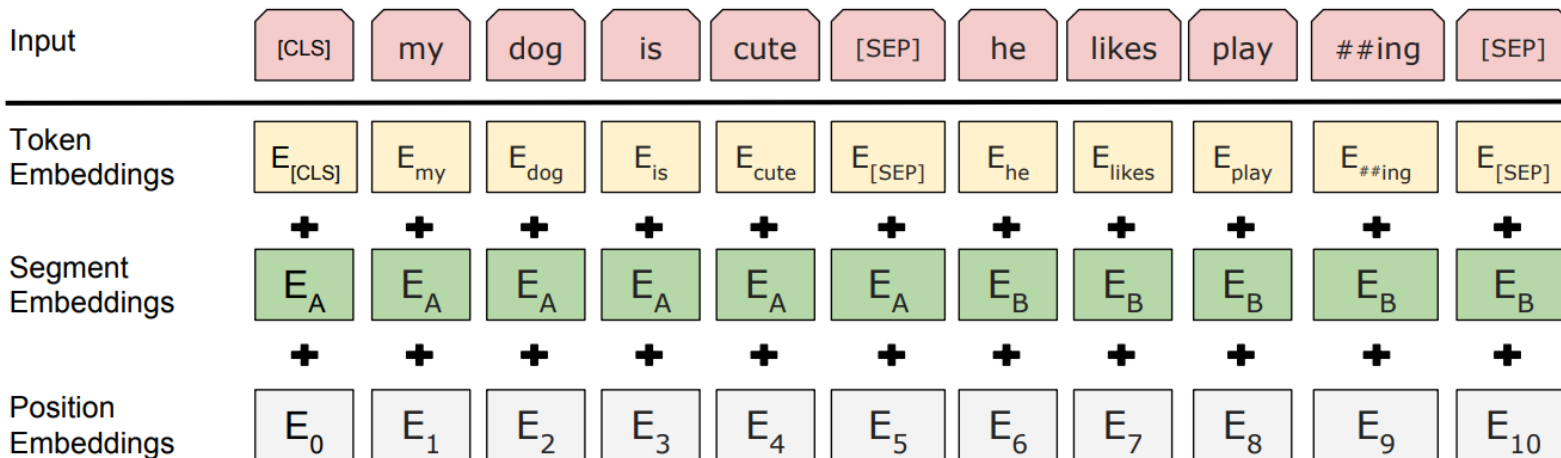 Input [CLS] my dog is cute [SEP] he likes play ##ing [SEP]
Token
Embeddings
E[CLS] Emy Edog Eis Ecute E[SEP] Ehe Elikes Eplay E##ing E[SEP]
+ + + + + + + + + + +
Segment
Embeddings
EA EA EA EA EA EA EB EB EB EB EB
+ + + + + + + + + + +
Position
Embeddings
E0 E1 E2 E3 E4 E5 E6 E7 E8 E9 E10